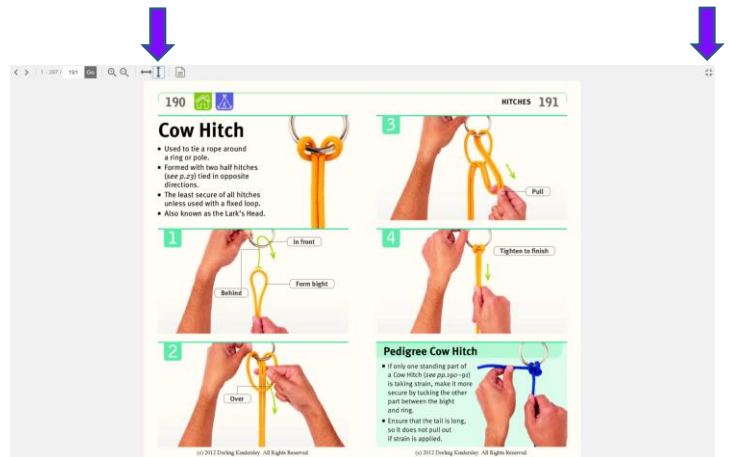 1 - 397 / 191 Go
190
HITCHES 191
Cow Hitch
• Used to tie a rope around
a ring or pole.
• Formed with two half hitches
(see p.23) tied in opposite
directions.
• The least secure of all hitches
unless used with a fixed loop.
• Also known as the Lark's Head.
1
In front
Behind
Form bight
2
Over
(c) 2012 Dorling Kindersley. All Rights Reserved.
3
Pull
4
Tighten to finish
Pedigree Cow Hitch
• If only one standing part of
a Cow Hitch (see pp.190–91)
is taking strain, make it more
secure by tucking the other
part between the bight
and ring.
• Ensure that the tail is long,
so it does not pull out
if strain is applied.
(c) 2012 Dorling Kindersley. All Rights Reserved.